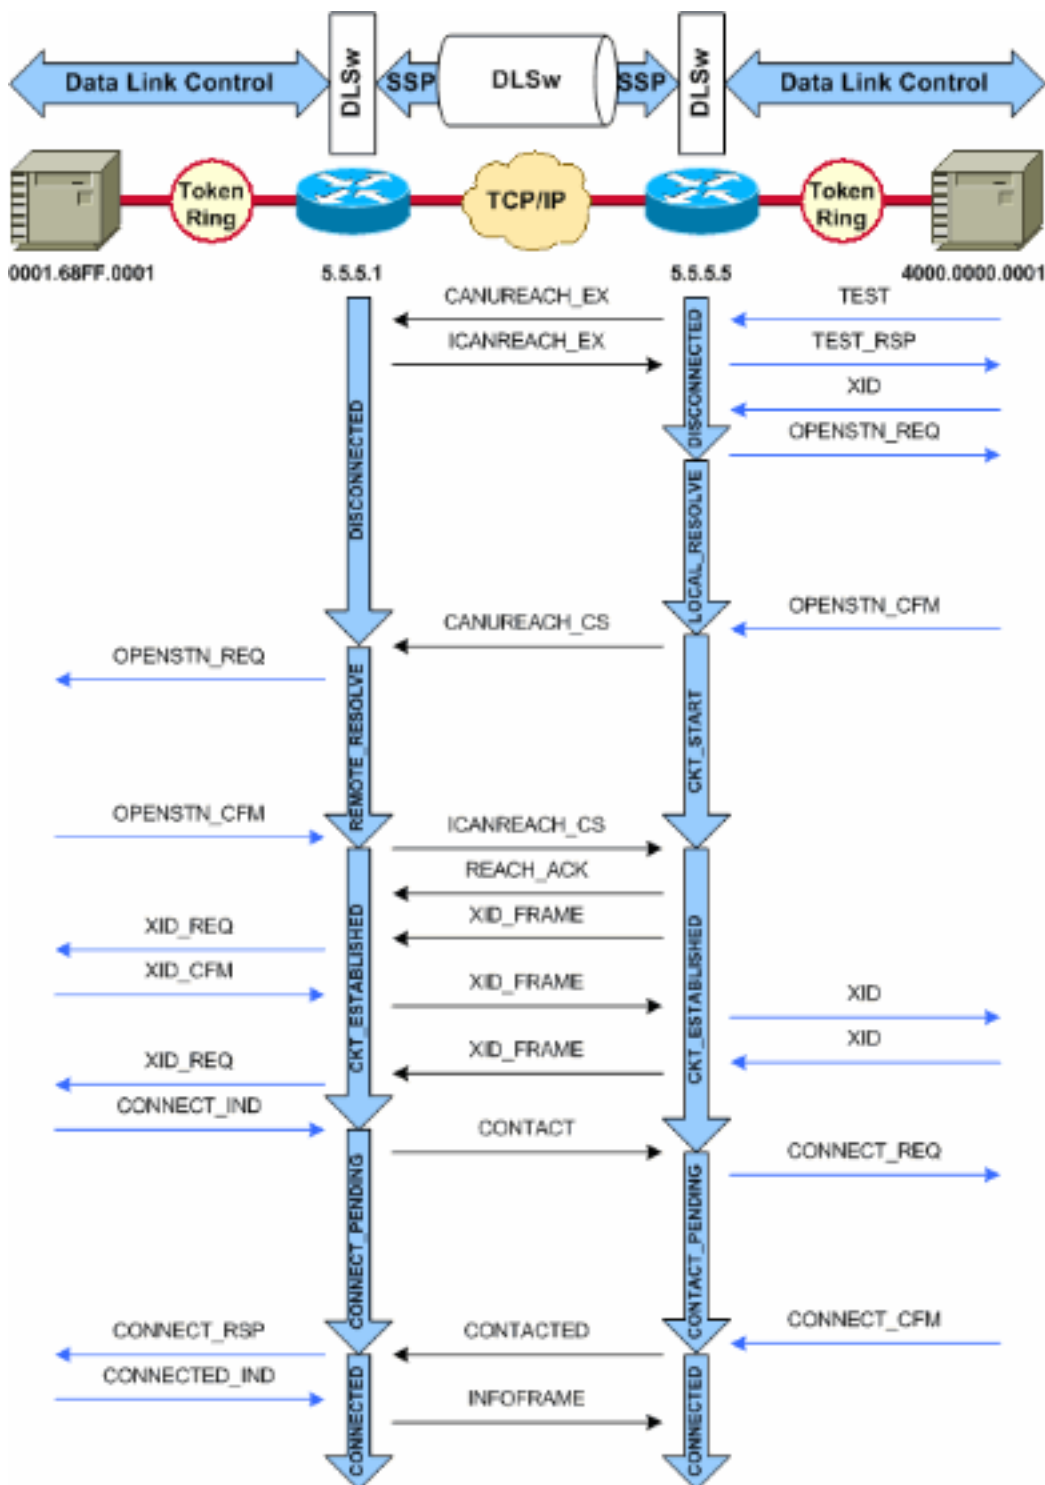 Data Link Control
DLSw
SSP
DLSw
SSP
DLSw
Data Link Control
Token
Ring
TCP/IP
Token
Ring
0001.68FF.0001
5.5.5.1
5.5.5.5
4000.0000.0001
CANUREACH_EX
TEST
ICANREACH_EX
TEST_RSP
XID
OPENSTN_REQ
DISCONNECTED
DISCONNECTED
LOCAL_RESOLVE
OPENSTN_CFM
CANUREACH_CS
OPENSTN_REQ
REMOTE_RESOLVE
CKT_START
OPENSTN_CFM
ICANREACH_CS
REACH_ACK
XID_FRAME
XID_REQ
XID_CFM
XID_FRAME
XID
CKT_ESTABLISHED
CKT_ESTABLISHED
XID_FRAME
XID
XID_REQ
CONNECT_IND
CONTACT
CONNECT_REQ
CONNECT_PENDING
CONTACT_PENDING
CONNECT_RSP
CONTACTED
CONNECT_CFM
CONNECTED_IND
INFOFRAME
CONNECTED
CONNECTED